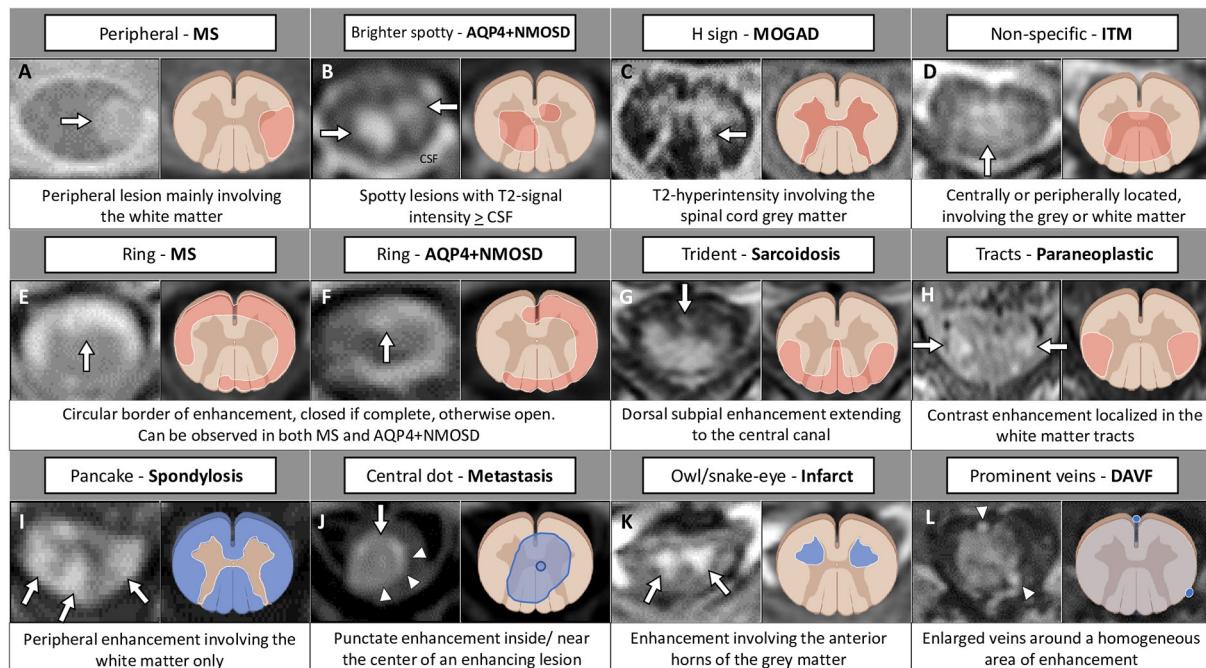 Peripheral - MS
Brighter spotty - AQP4+NMOSD
H sign - MOGAD
Non-specific - ITM
A
B
CSF
C
D
Peripheral lesion mainly involving
the white matter
Spotty lesions with T2-signal
intensity ≥ CSF
T2-hyperintensity involving the
spinal cord grey matter
Centrally or peripherally located,
involving the grey or white matter
Ring - MS
Ring - AQP4+NMOSD
Trident - Sarcoidosis
Tracts - Paraneoplastic
E
F
G
H
Circular border of enhancement, closed if complete, otherwise open.
Can be observed in both MS and AQP4+NMOSD
Dorsal subpial enhancement extending
to the central canal
Contrast enhancement localized in the
white matter tracts
Pancake - Spondylosis
Central dot - Metastasis
Owl/snake-eye - Infarct
Prominent veins - DAVF
I
J
K
L
Peripheral enhancement involving the
white matter only
Punctate enhancement inside/ near
the center of an enhancing lesion
Enhancement involving the anterior
horns of the grey matter
Enlarged veins around a homogeneous
area of enhancement